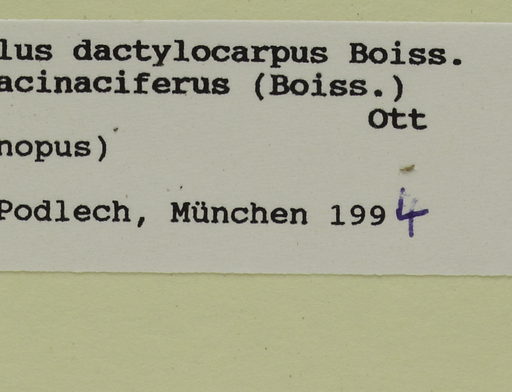 lus dactylocarpus Boiss.
acinaciferus (Boiss.)
Ott
nopus)
Podlech, München 1994